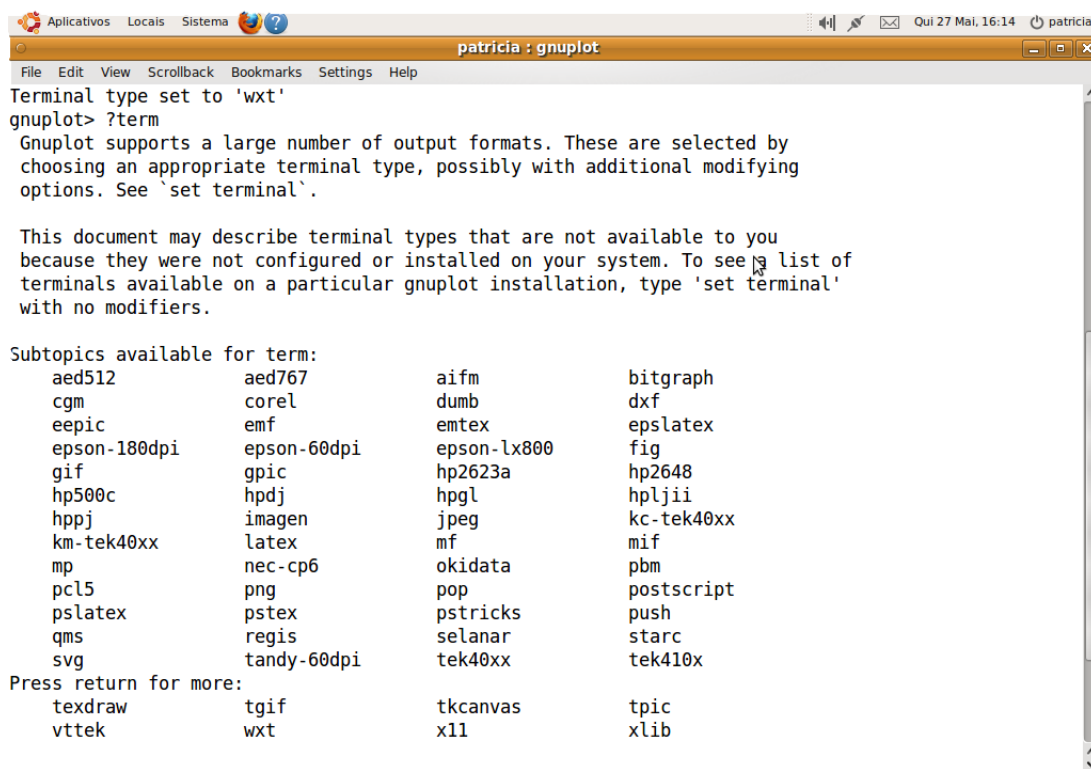 Aplicativos Locais Sistema ? Qui 27 Mai, 16:14 patricia
patricia : gnuplot
File Edit View Scrollback Bookmarks Settings Help
Terminal type set to 'wxt'
gnuplot> ?term
Gnuplot supports a large number of output formats. These are selected by
choosing an appropriate terminal type, possibly with additional modifying
options. See `set terminal`.
This document may describe terminal types that are not available to you
because they were not configured or installed on your system. To see a list of
terminals available on a particular gnuplot installation, type 'set terminal'
with no modifiers.
Subtopics available for term:
aed512 aed767 aifm bitgraph
cgm corel dumb dxf
eepic emf emtex epslatex
epson-180dpi epson-60dpi epson-lx800 fig
gif gpic hp2623a hp2648
hp500c hpdj hpgl hpljii
hppj imagen jpeg kc-tek40xx
km-tek40xx latex mf mif
mp nec-cp6 okidata pbm
pcl5 png pop postscript
pslatex pstex pstricks push
qms regis selanar starc
svg tandy-60dpi tek40xx tek410x
Press return for more:
texdraw tgif tkcanvas tpic
vttek wxt x11 xlib